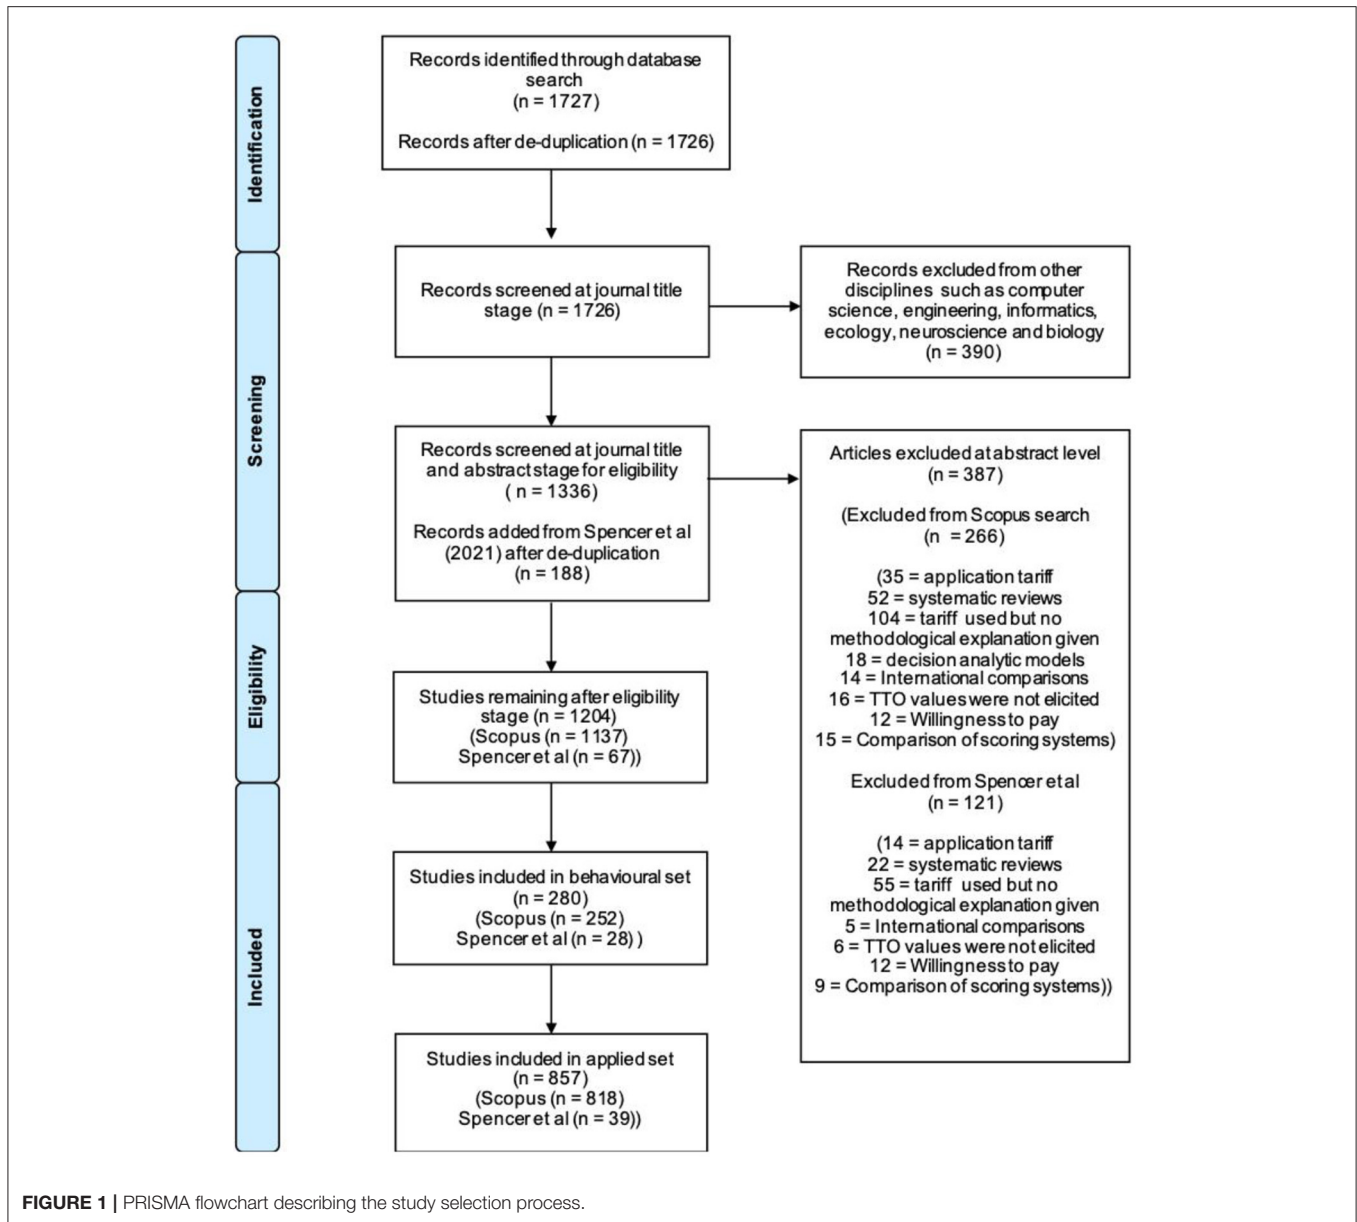 Identification
Records identified through database
search
(n = 1727)
Records after de-duplication (n = 1726)
Screening
Records screened at journal title
stage (n = 1726)
Records excluded from other
disciplines such as computer
science, engineering, informatics,
ecology, neuroscience and biology
(n = 390)
Records screened at journal title
and abstract stage for eligibility
( n = 1336)
Records added from Spencer et al
(2021) after de-duplication
(n = 188)
Articles excluded at abstract level
(n = 387)
(Excluded from Scopus search
(n = 266)
(35 = application tariff
52 = systematic reviews
104 = tariff used but no
methodological explanation given
18 = decision analytic models
14 = International comparisons
16 = TTO values were not elicited
12 = Willingness to pay
15 = Comparison of scoring systems)
Excluded from Spencer et al
(n = 121)
(14 = application tariff
22 = systematic reviews
55 = tariff used but no
methodological explanation given
5 = International comparisons
6 = TTO values were not elicited
12 = Willingness to pay
9 = Comparison of scoring systems))
Eligibility
Studies remaining after eligibility
stage (n = 1204)
(Scopus (n = 1137)
Spencer et al (n = 67))
Included
Studies included in behavioural set
(n = 280)
(Scopus (n = 252)
Spencer et al (n = 28) )
Studies included in applied set
(n = 857)
(Scopus (n = 818)
Spencer et al (n = 39))
FIGURE 1 | PRISMA flowchart describing the study selection process.